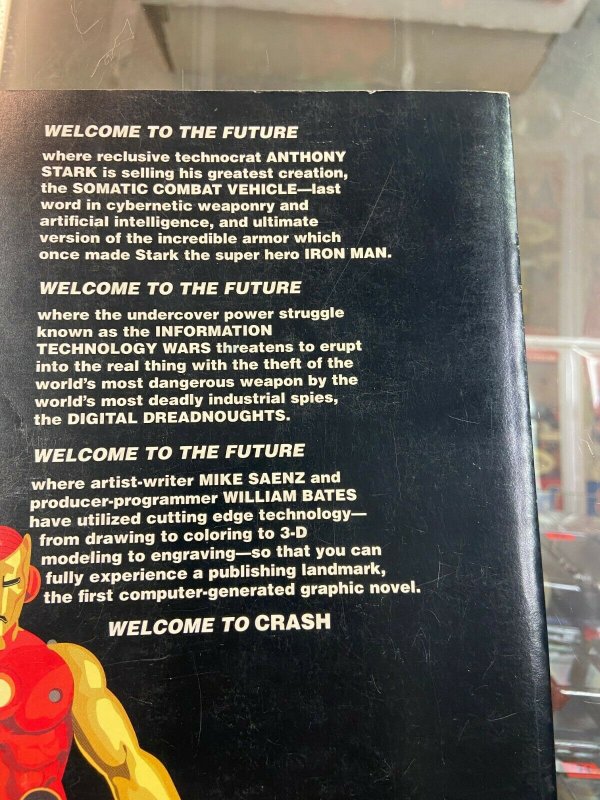 WELCOME TO THE FUTURE
where reclusive technocrat ANTHONY
STARK is selling his greatest creation,
the SOMATIC COMBAT VEHICLE—last
word in cybernetic weaponry and
artificial intelligence, and ultimate
version of the incredible armor which
once made Stark the super hero IRON MAN.
WELCOME TO THE FUTURE
where the undercover power struggle
known as the INFORMATION
TECHNOLOGY WARS threatens to erupt
into the real thing with the theft of the
world's most dangerous weapon by the
world's most deadly industrial spies,
the DIGITAL DREADNOUGHTS.
WELCOME TO THE FUTURE
where artist-writer MIKE SAENZ and
producer-programmer WILLIAM BATES
have utilized cutting edge technology—
from drawing to coloring to 3-D
modeling to engraving—so that you can
fully experience a publishing landmark,
the first computer-generated graphic novel.
WELCOME TO CRASH